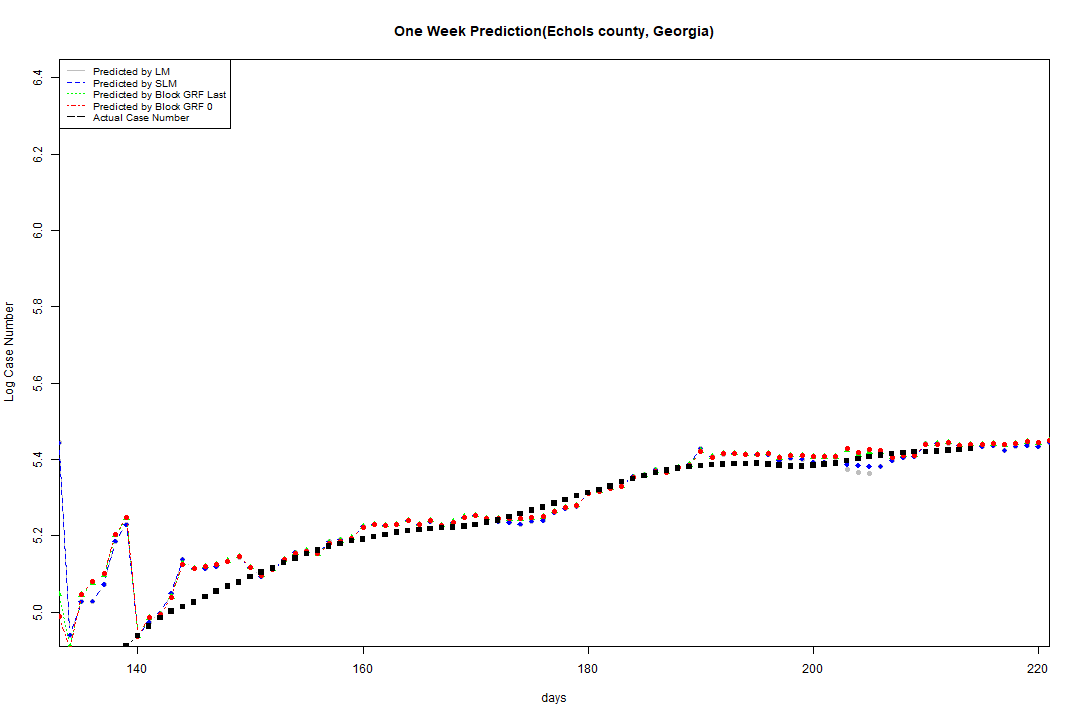 One Week Prediction(Echols county, Georgia)
Predicted by LM
Predicted by SLM
Predicted by Block GRF Last
Predicted by Block GRF 0
Actual Case Number
Log Case Number
6.4
6.2
6.0
5.8
5.6
5.4
5.2
5.0
140 160 180 200 220
days